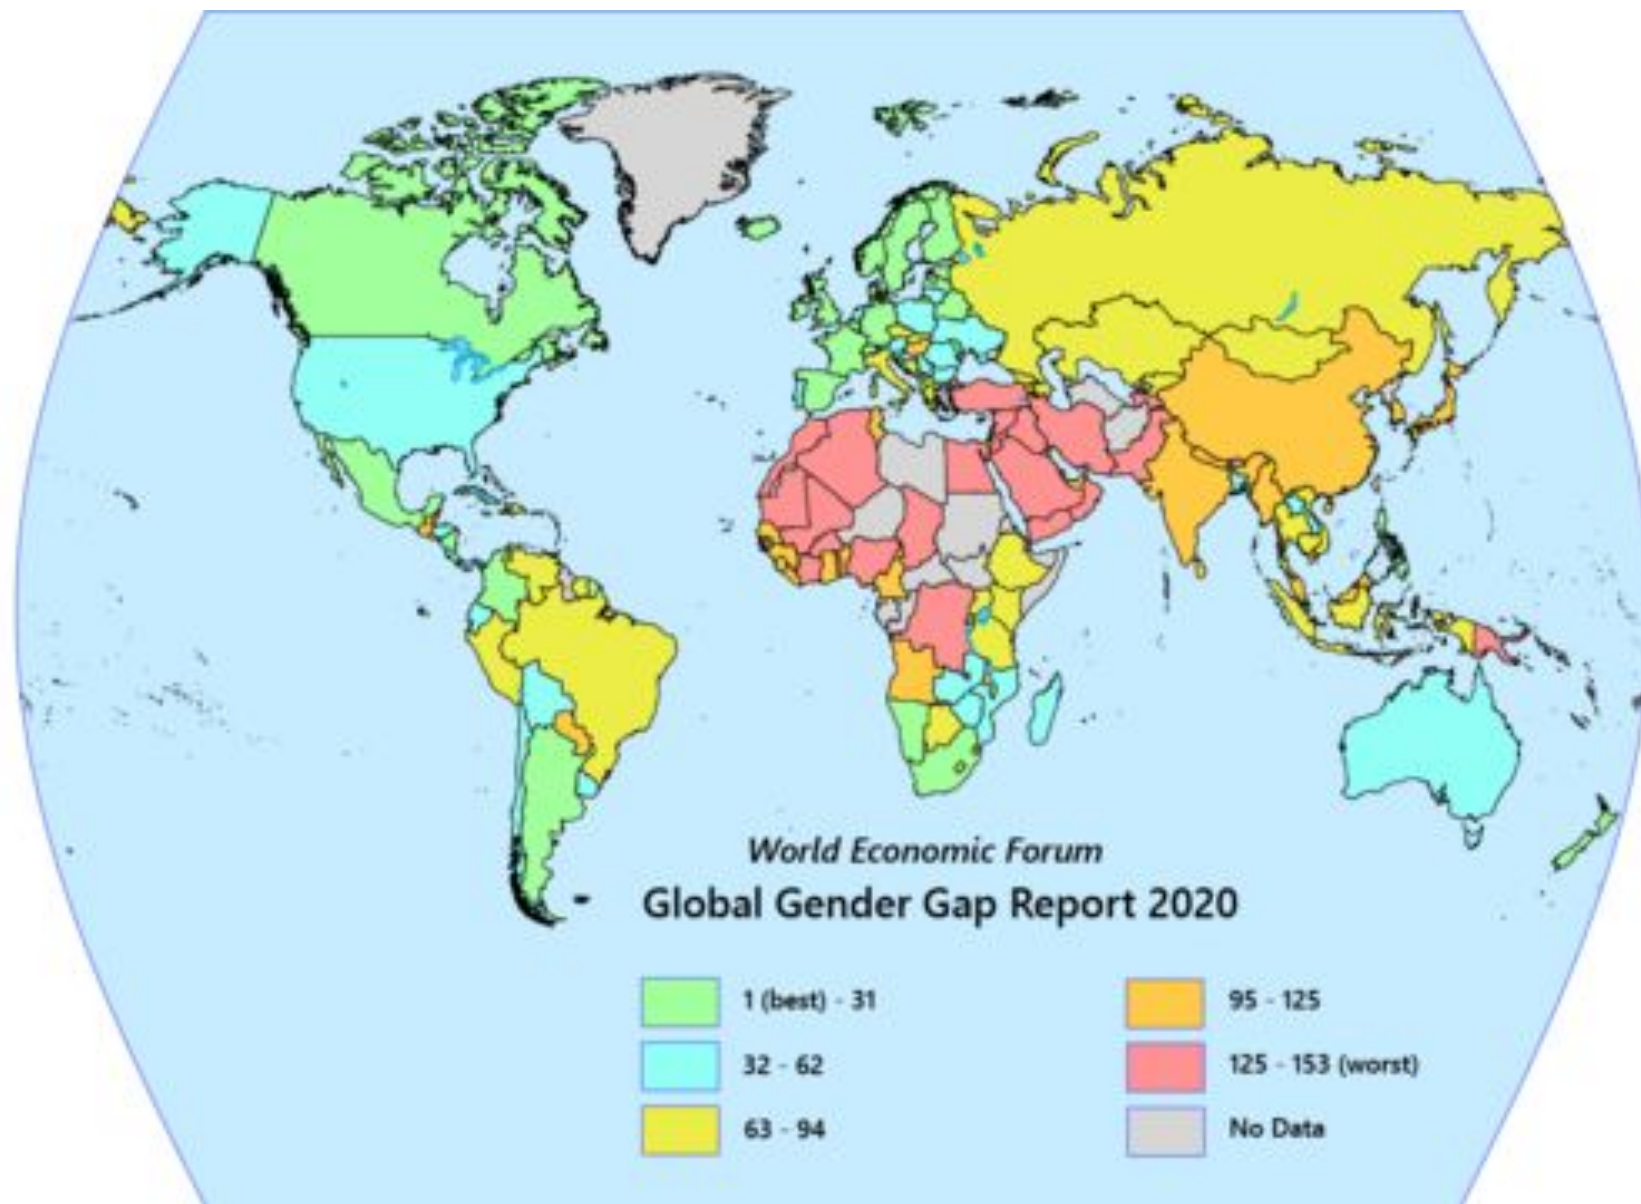 World Economic Forum
Global Gender Gap Report 2020
1 (best) - 31
32 - 62
63 - 94
95 - 125
125 - 153 (worst)
No Data